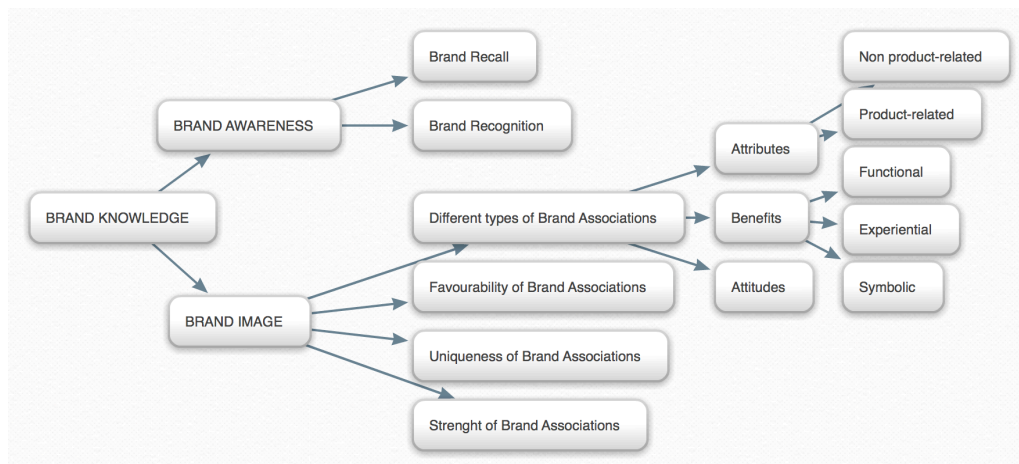 Brand Recall
Non product-related
BRAND AWARENESS
Brand Recognition
Product-related
Attributes
Functional
BRAND KNOWLEDGE
Different types of Brand Associations
Benefits
Experiential
Favourability of Brand Associations
Attitudes
Symbolic
BRAND IMAGE
Uniqueness of Brand Associations
Strenght of Brand Associations